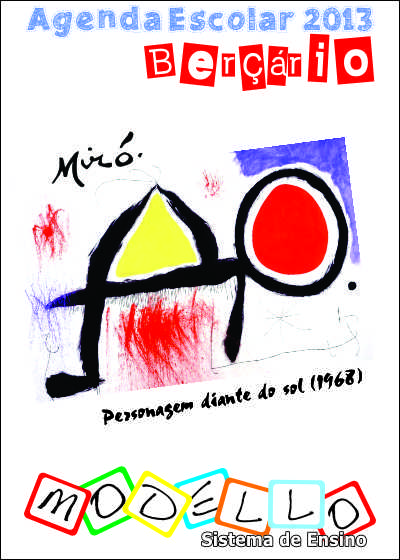 Agenda Escolar 2013
Berçário
Miró.
Personagem diante do sol (1968)
MODELLO
Sistema de Ensino